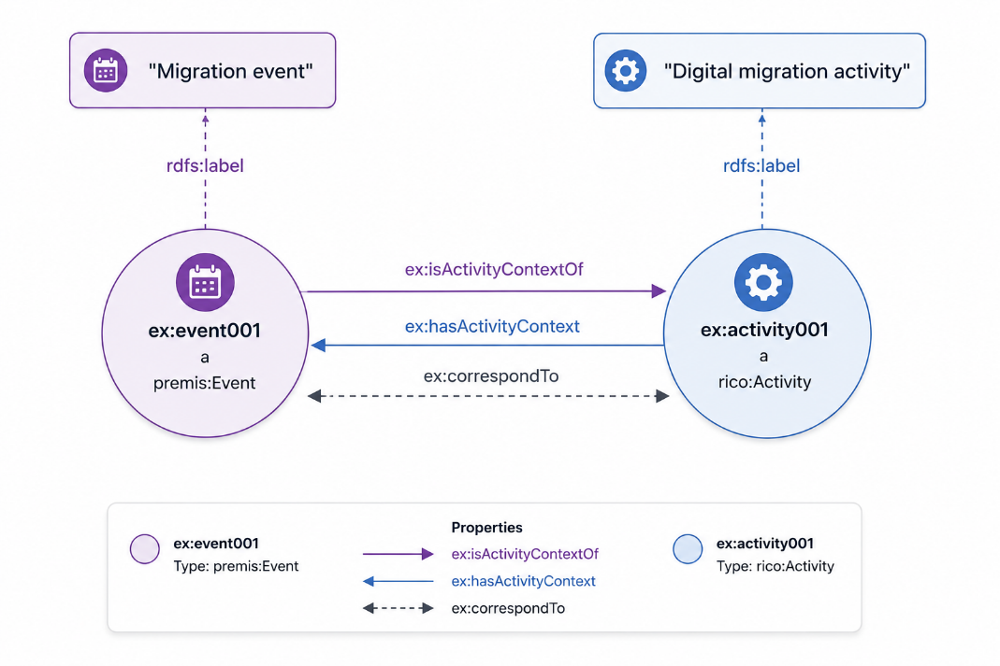 "Migration event"
"Digital migration activity"
rdfs:label
rdfs:label
ex:isActivityContextOf
ex:event001
a
premis:Event
ex:hasActivityContext
ex:correspondTo
ex:activity001
a
rico:Activity
Properties
ex:event001
Type: premis:Event
ex:isActivityContextOf
ex:hasActivityContext
ex:correspondTo
ex:activity001
Type: rico:Activity